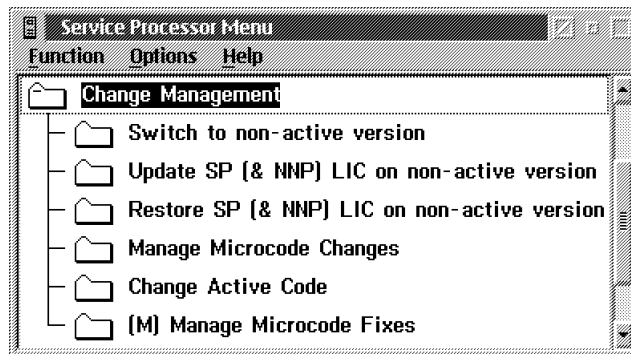 Service Processor Menu
Function Options Help
Change Management
Switch to non-active version
Update SP (& NNP) LIC on non-active version
Restore SP (& NNP) LIC on non-active version
Manage Microcode Changes
Change Active Code
(M) Manage Microcode Fixes